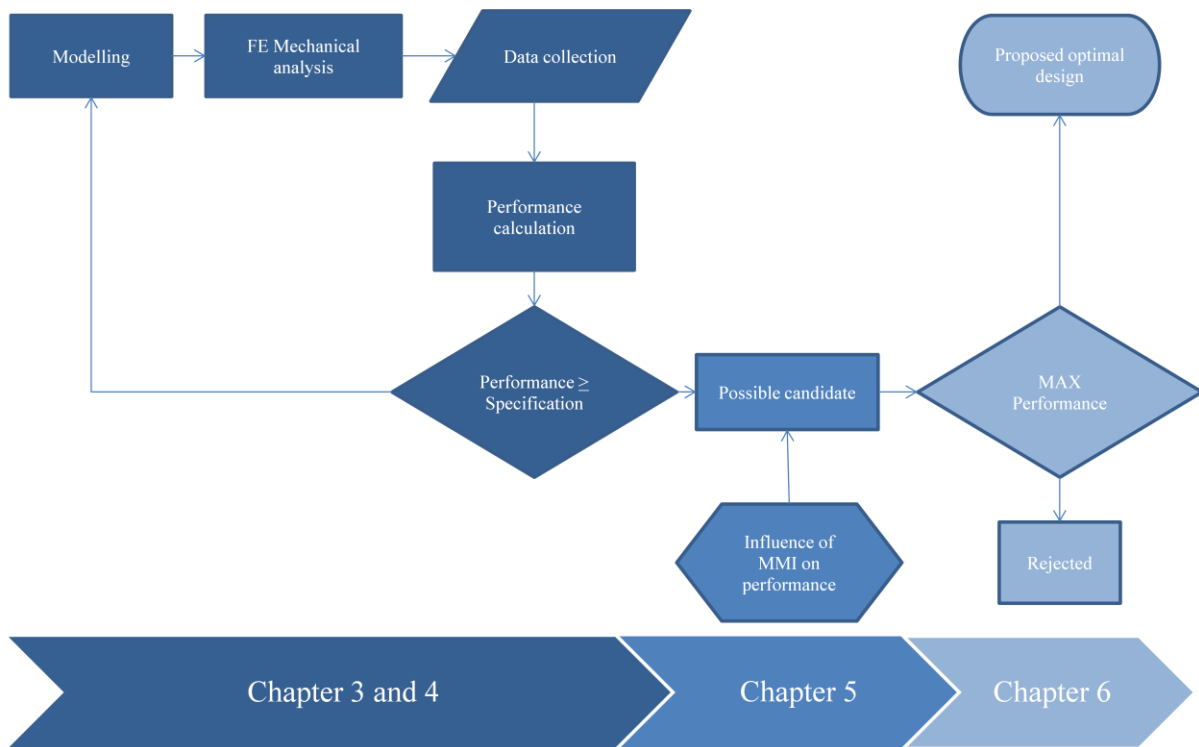 Modelling
FE Mechanical
analysis
Data collection
Proposed optimal
design
Performance
calculation
Performance ≥
Specification
Possible candidate
MAX
Performance
Influence of
MMI on
performance
Rejected
Chapter 3 and 4
Chapter 5
Chapter 6